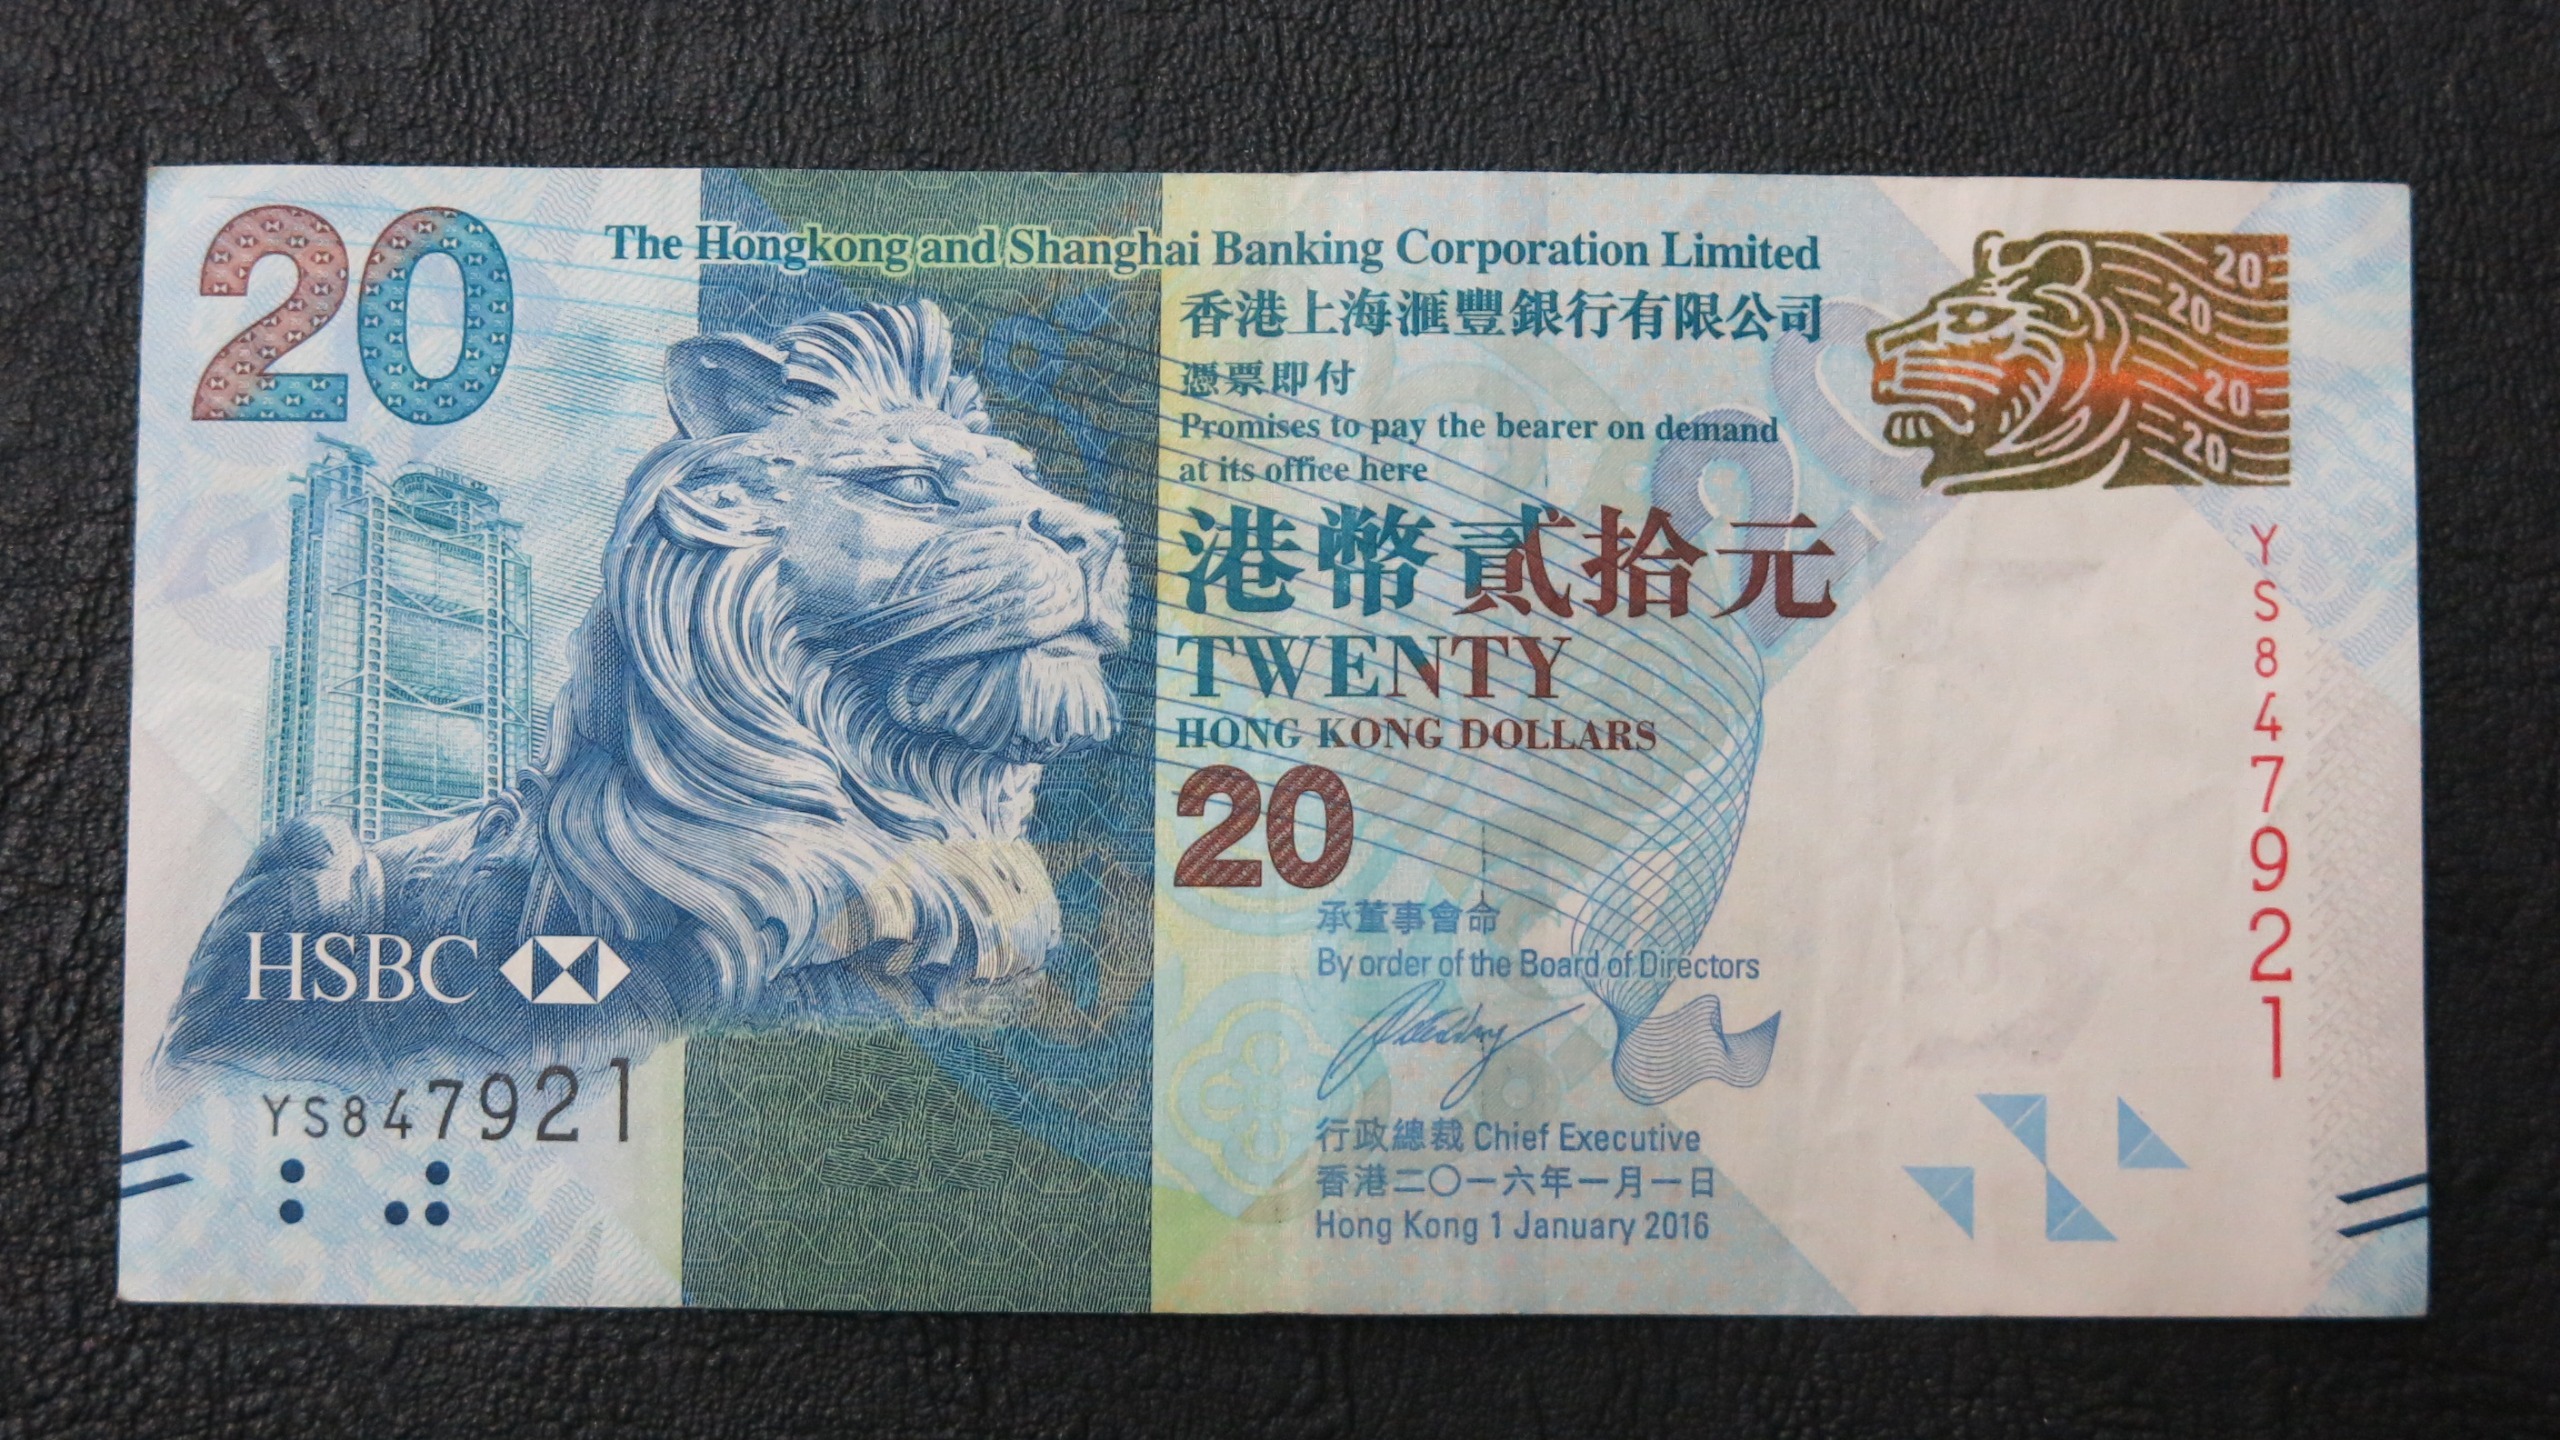 20
The Hongkong and Shanghai Banking Corporation Limited
香港上海滙豐銀行有限公司
憑票即付
Promises to pay the bearer on demand
at its office here
港幣貳拾元
TWENTY
HONG KONG DOLLARS
20
承董事會命
By order of the Board of Directors
行政總裁 Chief Executive
香港二〇一六年一月一日
Hong Kong 1 January 2016
HSBC
YS847921
20
20
20
20
20
YS847921
20